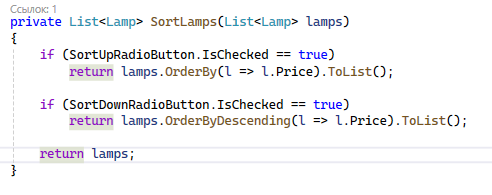 Ссылок: 1
private List<Lamp> SortLamps(List<Lamp> lamps)
{
    if (SortUpRadioButton.IsChecked == true)
        return lamps.OrderBy(l => l.Price).ToList();

    if (SortDownRadioButton.IsChecked == true)
        return lamps.OrderByDescending(l => l.Price).ToList();

    return lamps;
}